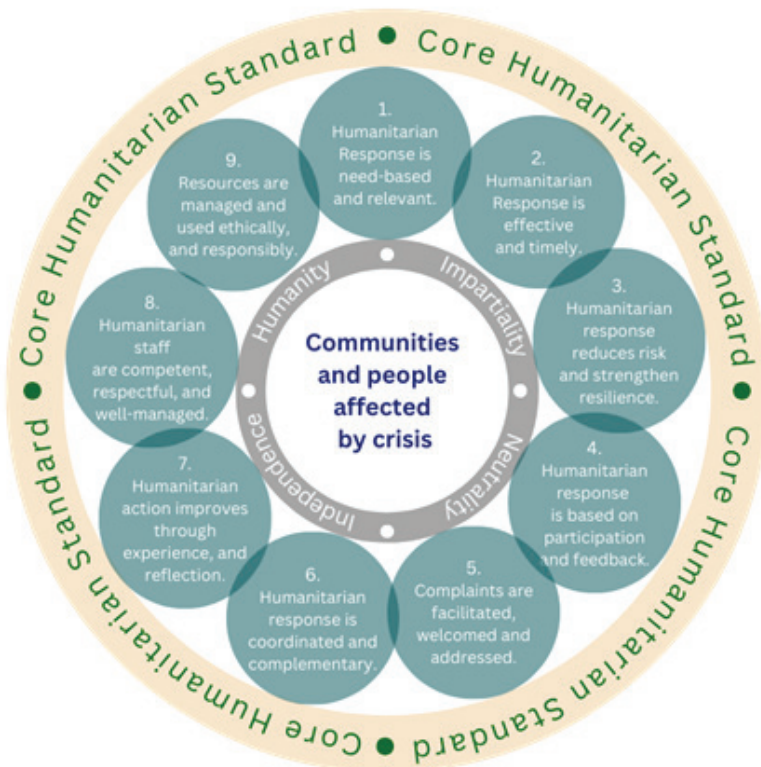 Core Humanitarian Standard
Core Humanitarian Standard
Core Humanitarian Standard
Core Humanitarian Standard
1.
Humanitarian
Response is
need-based
and relevant.
2.
Humanitarian
Response is
effective
and timely.
3.
Humanitarian
response
reduces risk
and strengthen
resilience.
4.
Humanitarian
response
is based on
participation
and feedback.
5.
Complaints are
facilitated,
welcomed and
addressed.
6.
Humanitarian
response is
coordinated and
complementary.
7.
Humanitarian
action improves
through
experience, and
reflection.
8.
Humanitarian
staff
are competent,
respectful, and
well-managed.
9.
Resources are
managed and
used ethically,
and responsibly.
Humanity
Impartiality
Neutrality
Independence
Communities
and people
affected
by crisis